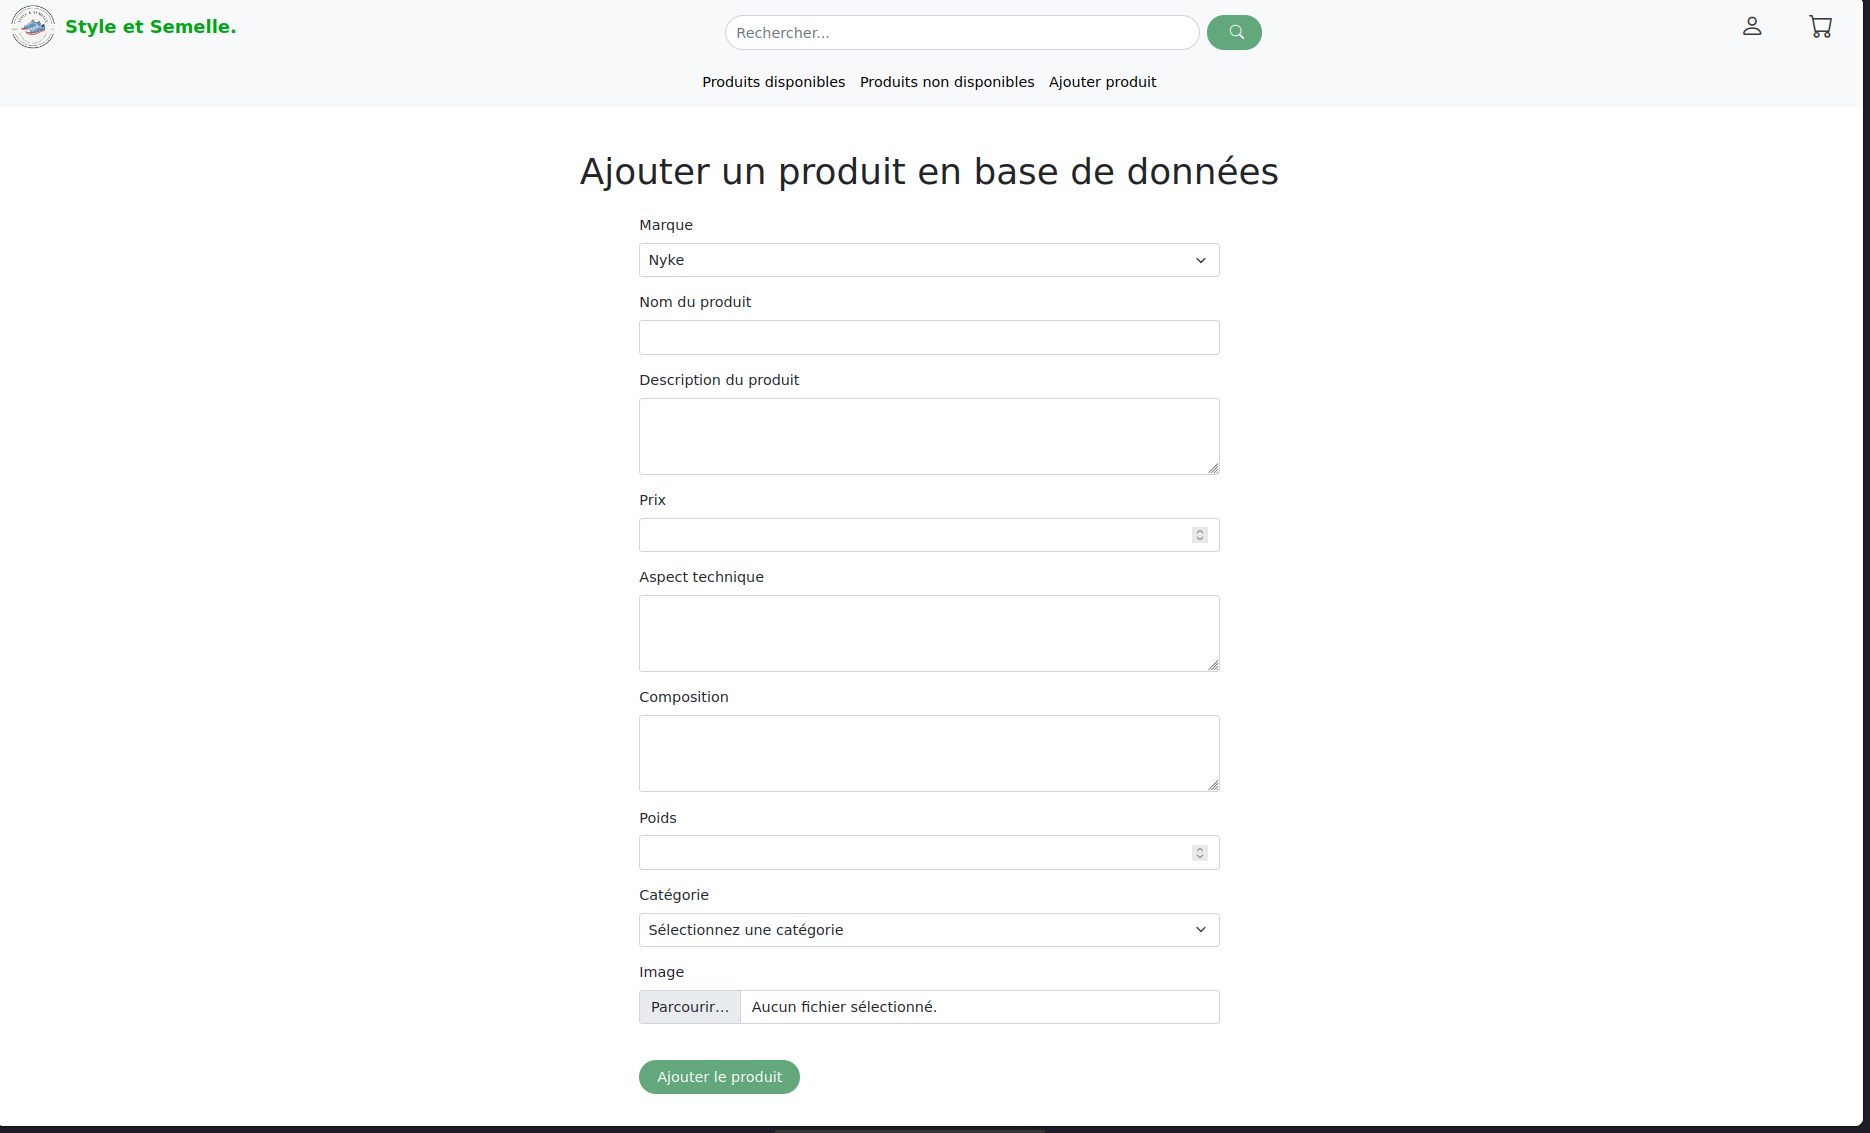 Style et Semelle.
Rechercher...
Produits disponibles Produits non disponibles Ajouter produit
Ajouter un produit en base de données
Marque
Nyke
Nom du produit
Description du produit
Prix
Aspect technique
Composition
Poids
Catégorie
Sélectionnez une catégorie
Image
Parcourir... Aucun fichier sélectionné.
Ajouter le produit